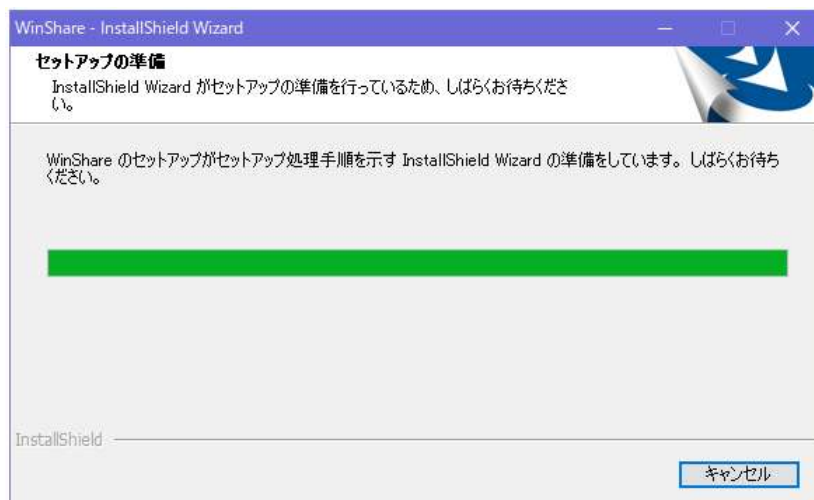 WinShare - InstallShield Wizard
セットアップの準備
InstallShield Wizard がセットアップの準備を行っているため、しばらくお待ちくださ
い。
WinShare のセットアップがセットアップ処理手順を示す InstallShield Wizard の準備をしています。しばらくお待ち
ください。
InstallShield
キャンセル